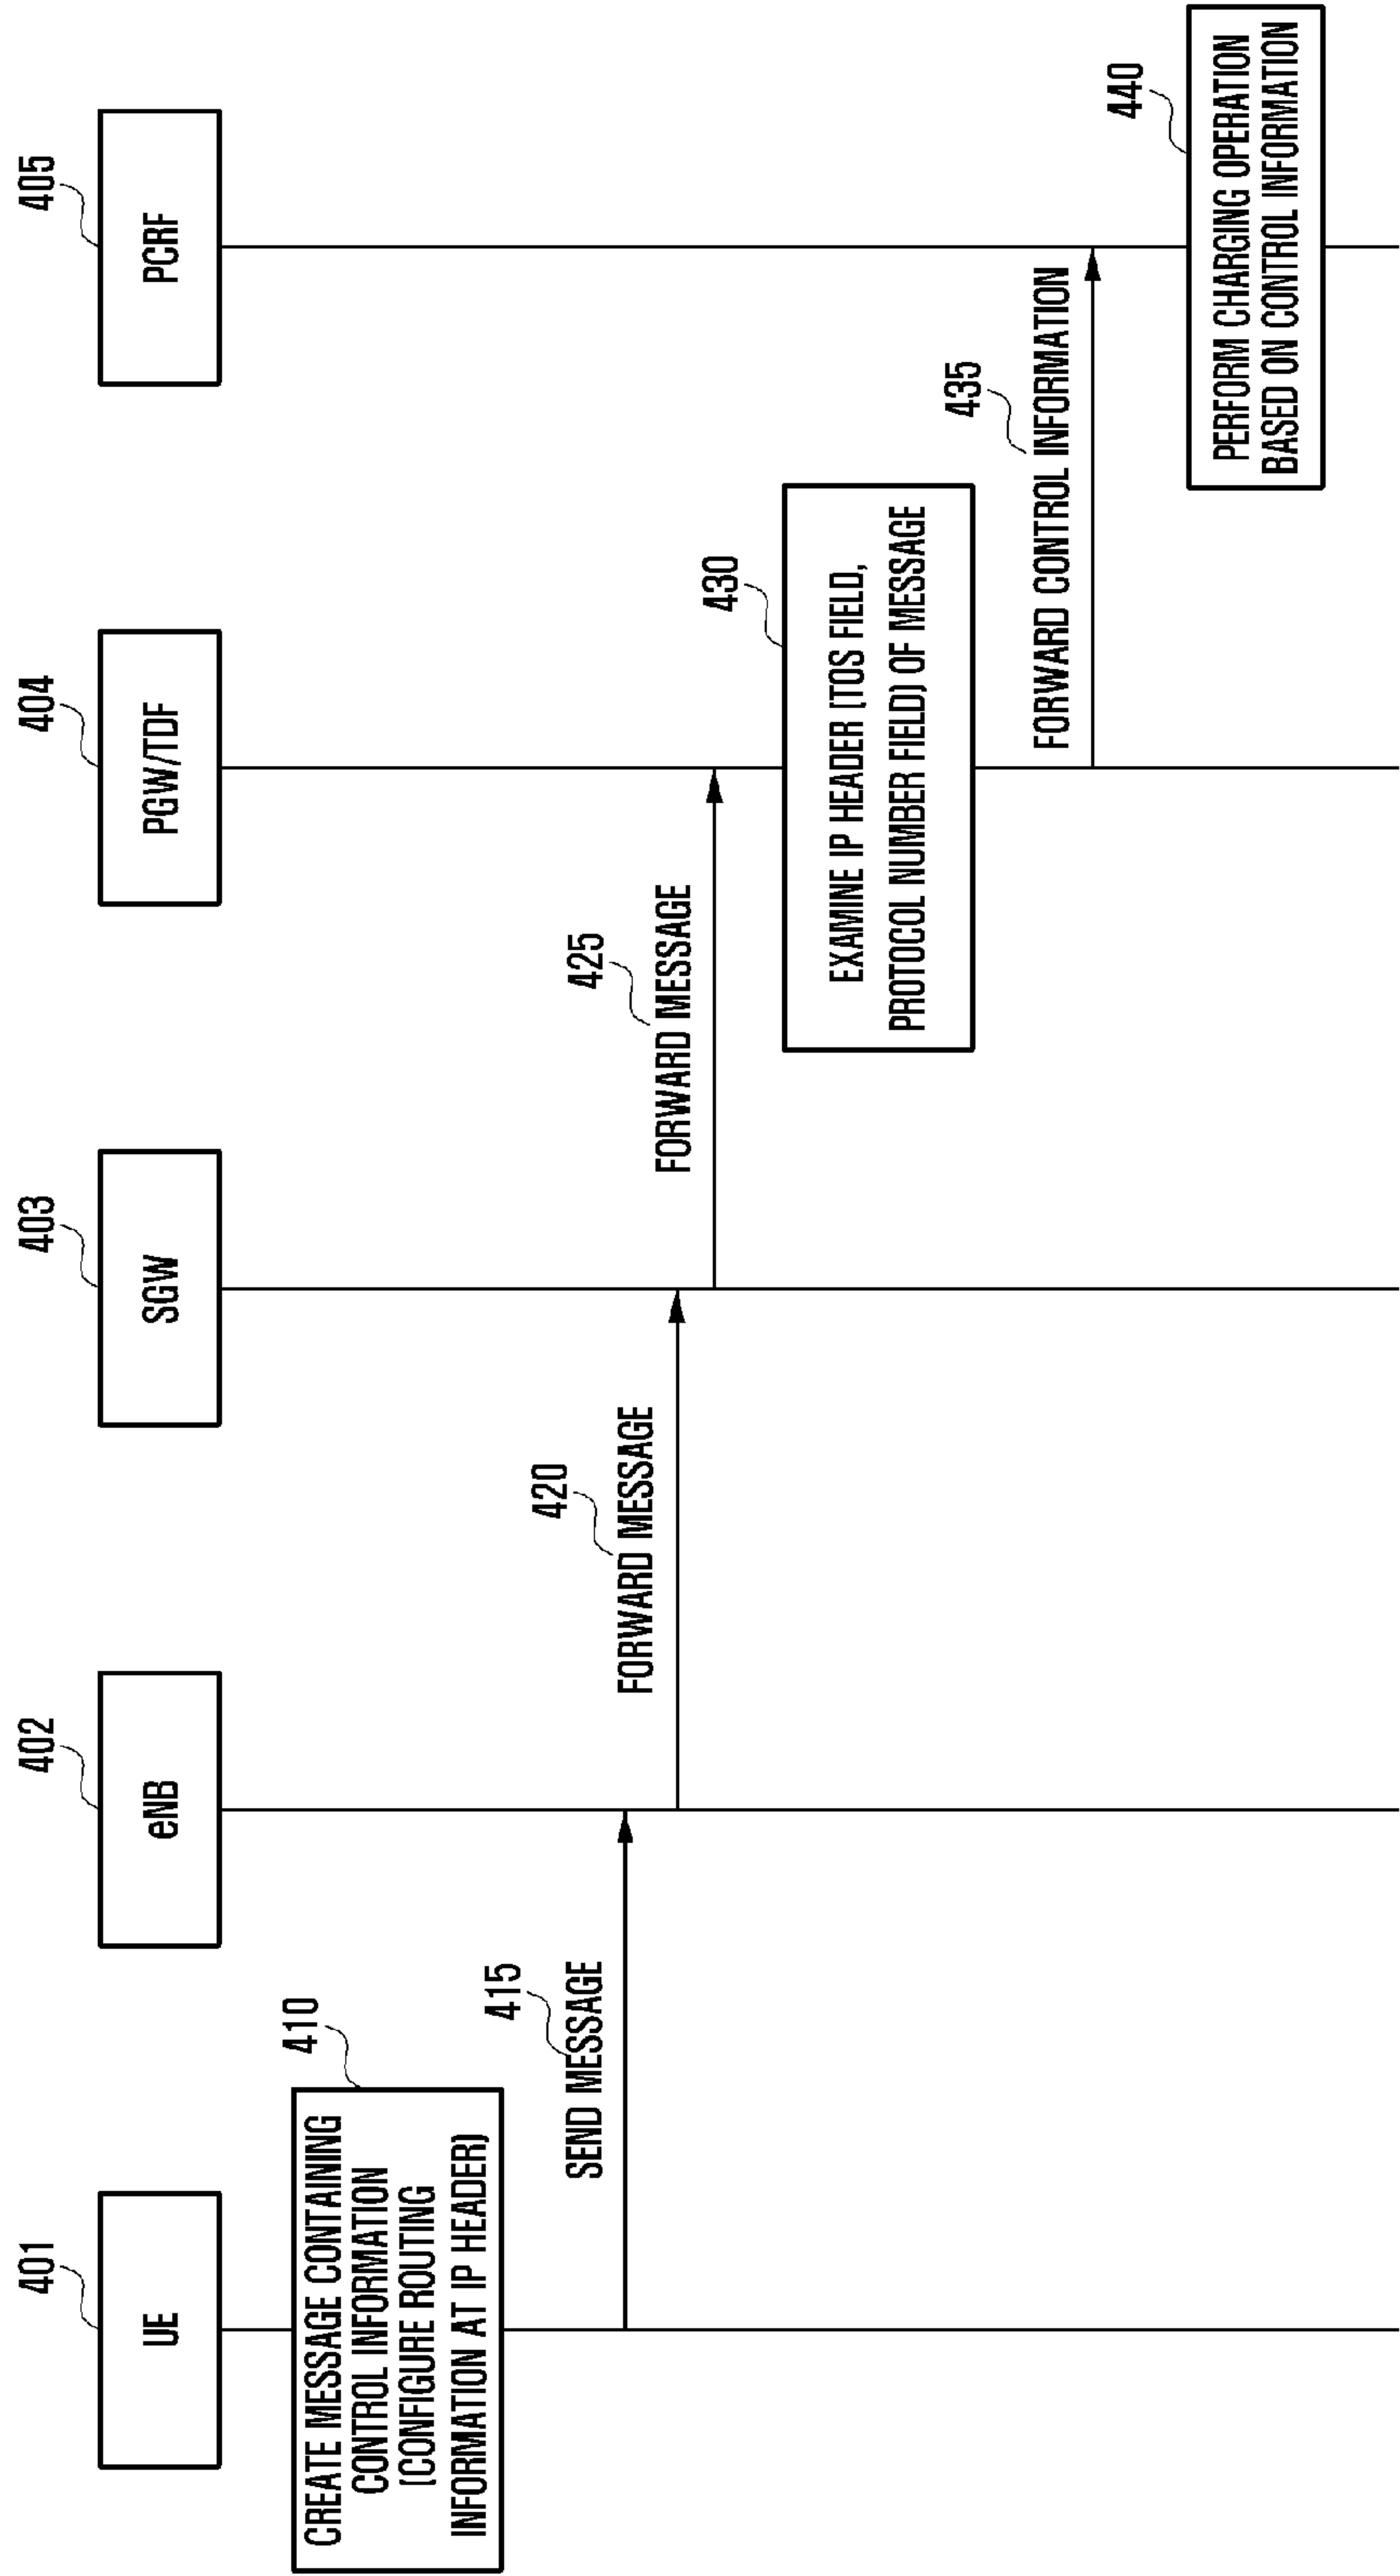 401
402
403
404
405
UE
eNB
SGW
PGW/TDF
PCRF
410
CREATE MESSAGE CONTAINING
CONTROL INFORMATION
(CONFIGURE ROUTING
INFORMATION AT IP HEADER)
415
SEND MESSAGE
420
FORWARD MESSAGE
425
FORWARD MESSAGE
430
EXAMINE IP HEADER (TOS FIELD,
PROTOCOL NUMBER FIELD) OF MESSAGE
435
FORWARD CONTROL INFORMATION
440
PERFORM CHARGING OPERATION
BASED ON CONTROL INFORMATION